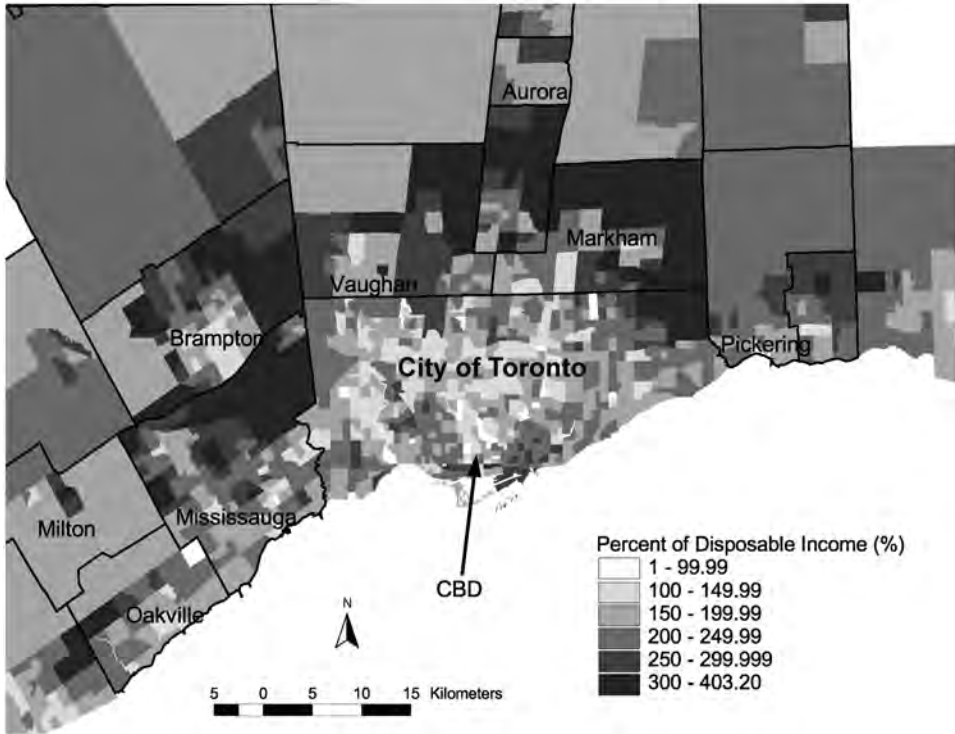 Aurora
Markham
Vaughan
Brampton
City of Toronto
Pickering
Milton
Mississauga
Oakville
CBD
N
5 0 5 10 15 Kilometers
Percent of Disposable Income (%)
1 - 99.99
100 - 149.99
150 - 199.99
200 - 249.99
250 - 299.999
300 - 403.20